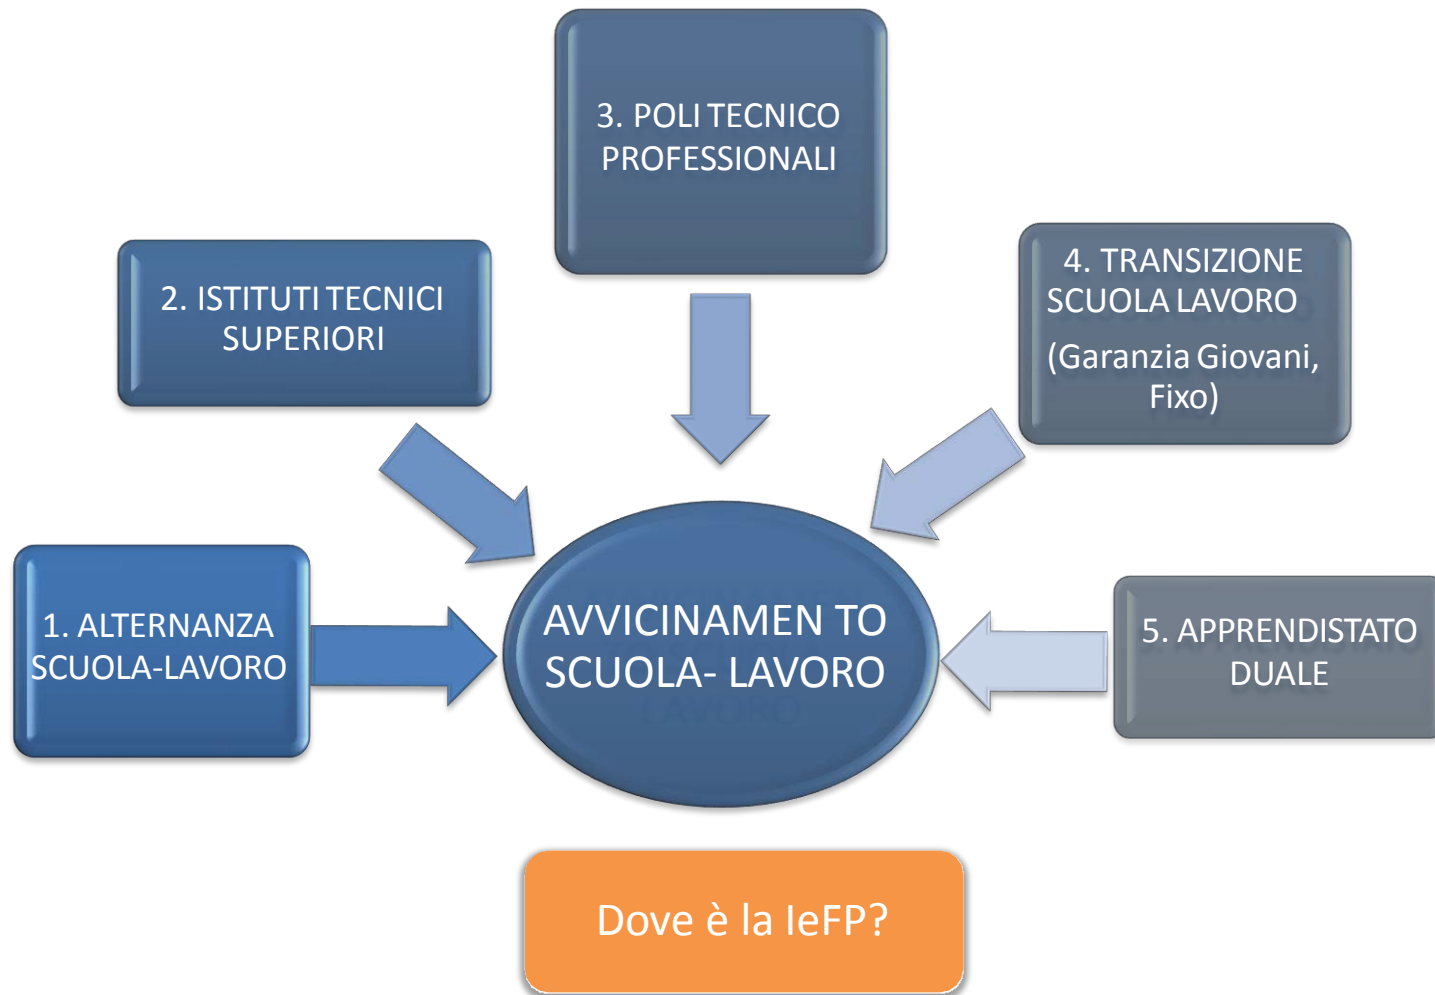 3. POLI TECNICO
PROFESSIONALI
2. ISTITUTI TECNICI
SUPERIORI
4. TRANSIZIONE
SCUOLA LAVORO
(Garanzia Giovani,
Fixo)
1. ALTERNANZA
SCUOLA-LAVORO
AVVICINAMEN TO
SCUOLA- LAVORO
5. APPRENDISTATO
DUALE
Dove è la IeFP?